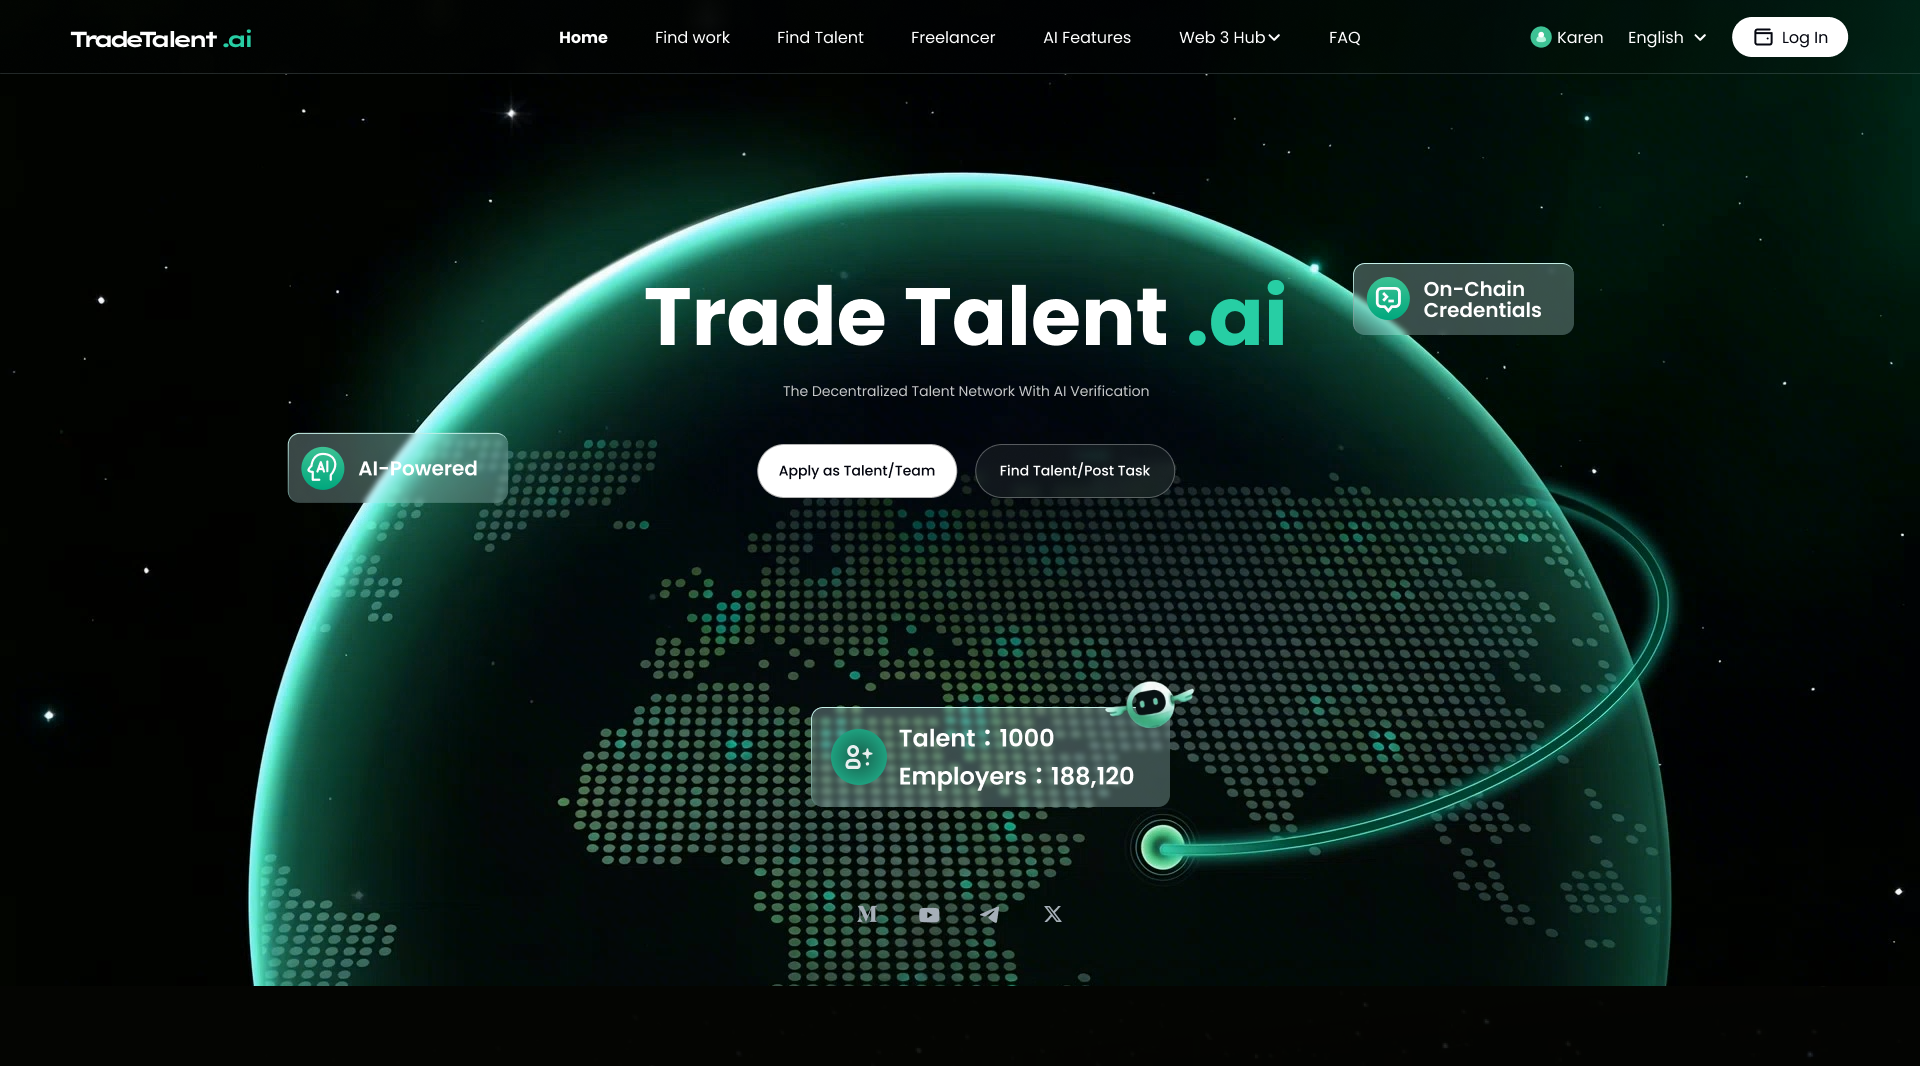 TradeTalent .ai
Home
Find work
Find Talent
Freelancer
AI Features
Web 3 Hub
FAQ
Karen
English
Log In
Trade Talent .ai
On-Chain
Credentials
The Decentralized Talent Network With AI Verification
AI
AI-Powered
Apply as Talent/Team
Find Talent/Post Task
Talent：1000
Employers：188,120